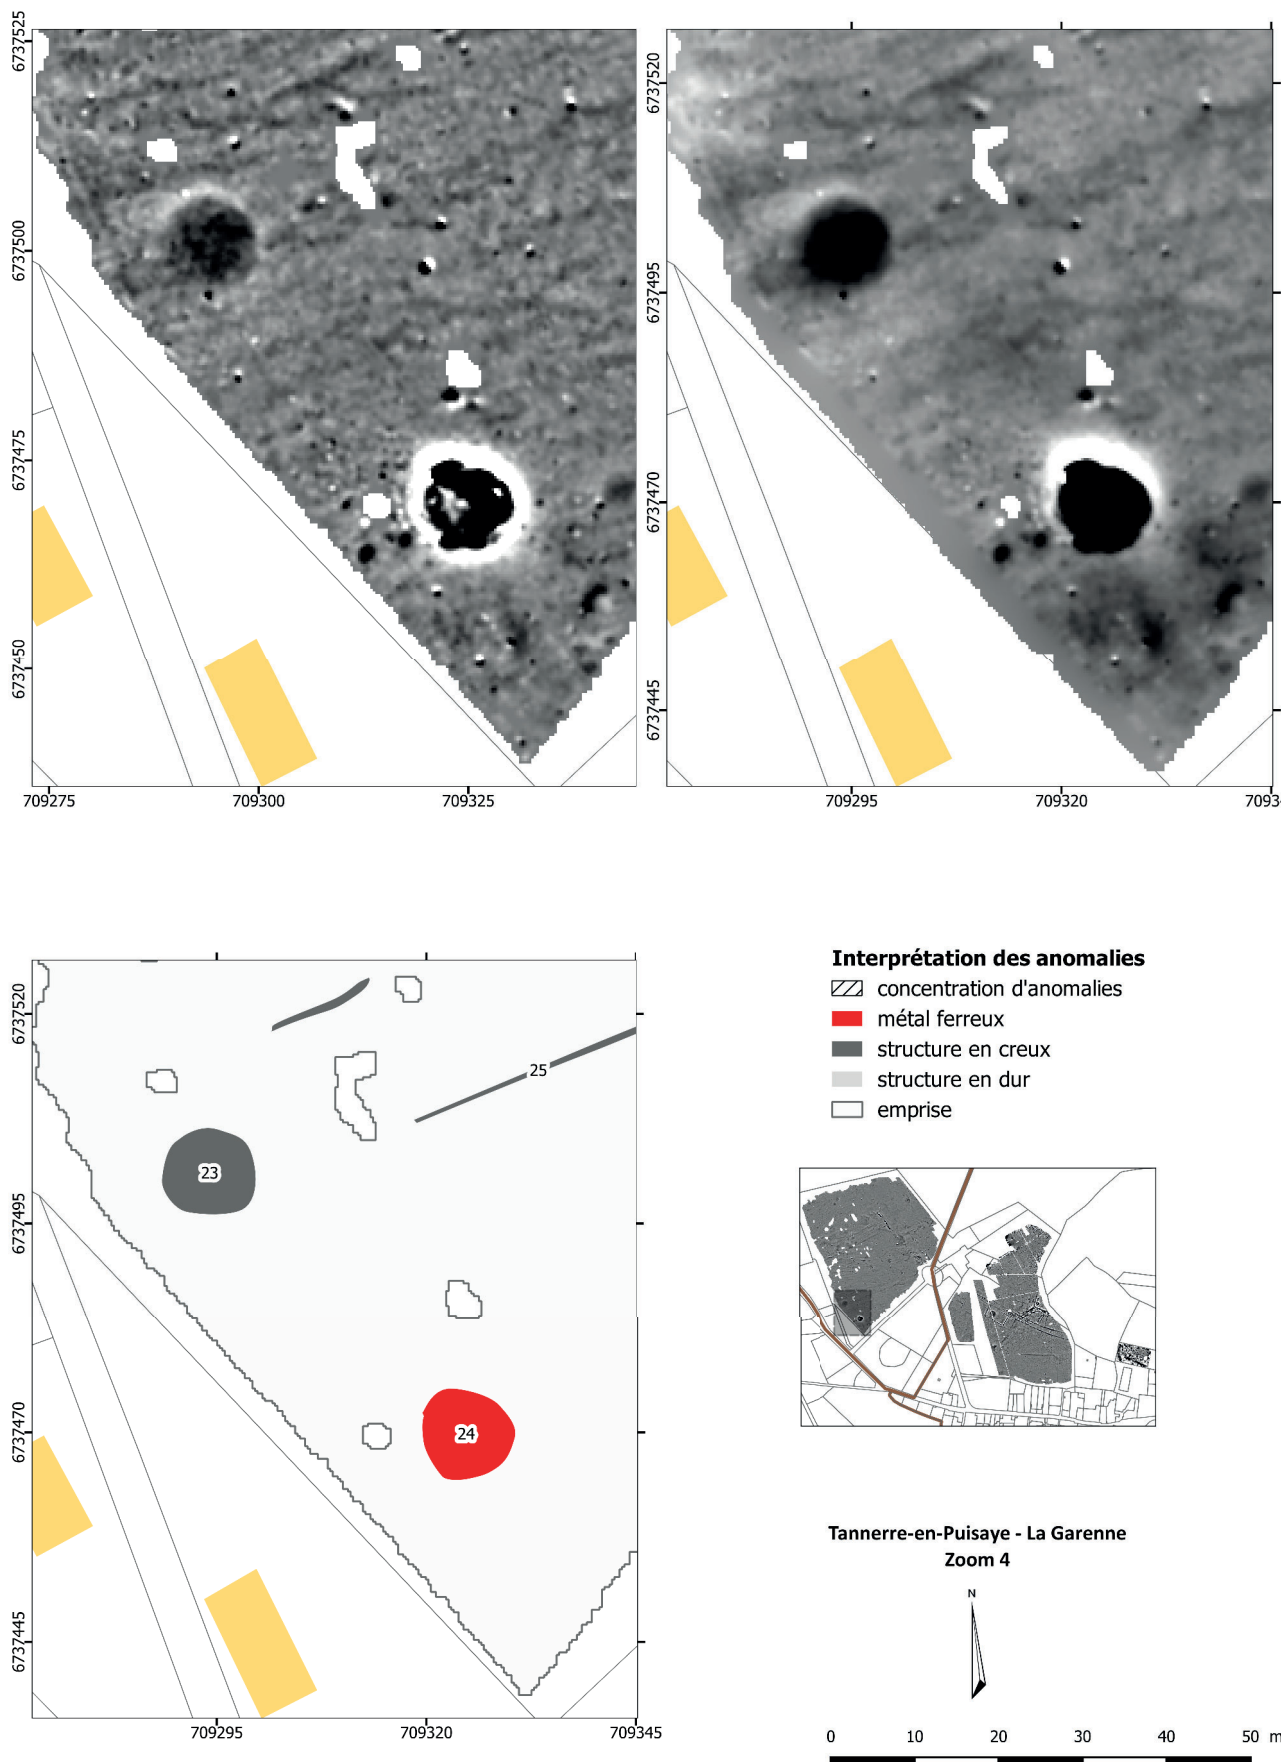 6737525
6737500
6737475
6737450
709275
709300
709325
6737520
6737495
6737470
6737445
709295
709320
6737520
6737495
6737470
6737445
23
24
25
709295
709320
709345
Interprétation des anomalies
concentration d'anomalies
métal ferreux
structure en creux
structure en dur
emprise
Tannerre-en-Puisaye - La Garenne
Zoom 4
N
0 10 20 30 40 50 m